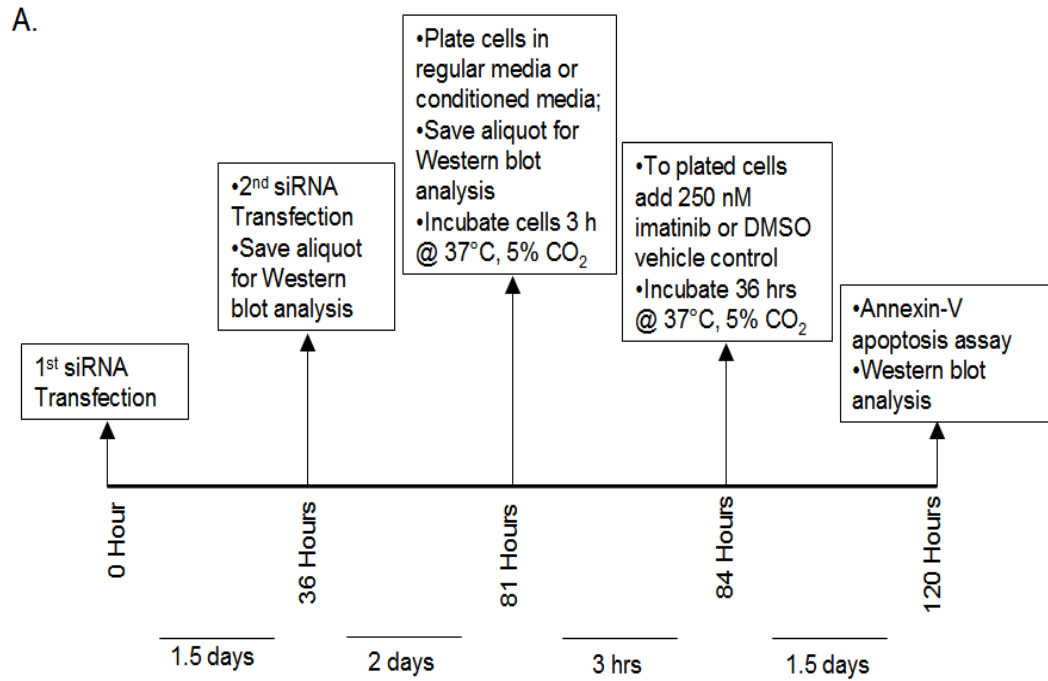 A.
1st siRNA
Transfection
•2nd siRNA
Transfection
•Save aliquot
for Western
blot analysis
•Plate cells in
regular media or
conditioned media;
•Save aliquot for
Western blot
analysis
•Incubate cells 3 h
@ 37°C, 5% CO2
•To plated cells
add 250 nM
imatinib or DMSO
vehicle control
•Incubate 36 hrs
@ 37°C, 5% CO2
•Annexin-V
apoptosis assay
•Western blot
analysis
0 Hour
36 Hours
81 Hours
84 Hours
120 Hours
1.5 days
2 days
3 hrs
1.5 days